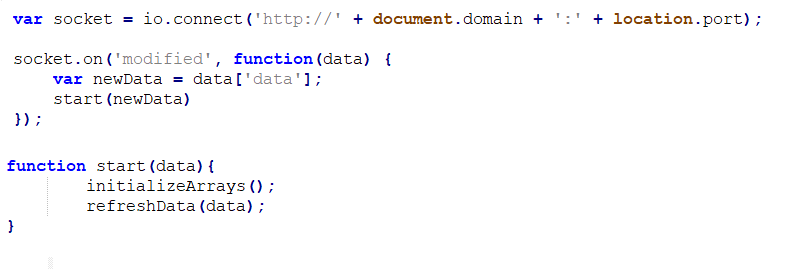 var socket = io.connect('http://' + document.domain + ':' + location.port);
socket.on('modified', function(data) {
    var newData = data['data'];
    start(newData)
});
function start(data){
        initializeArrays();
        refreshData(data);
}